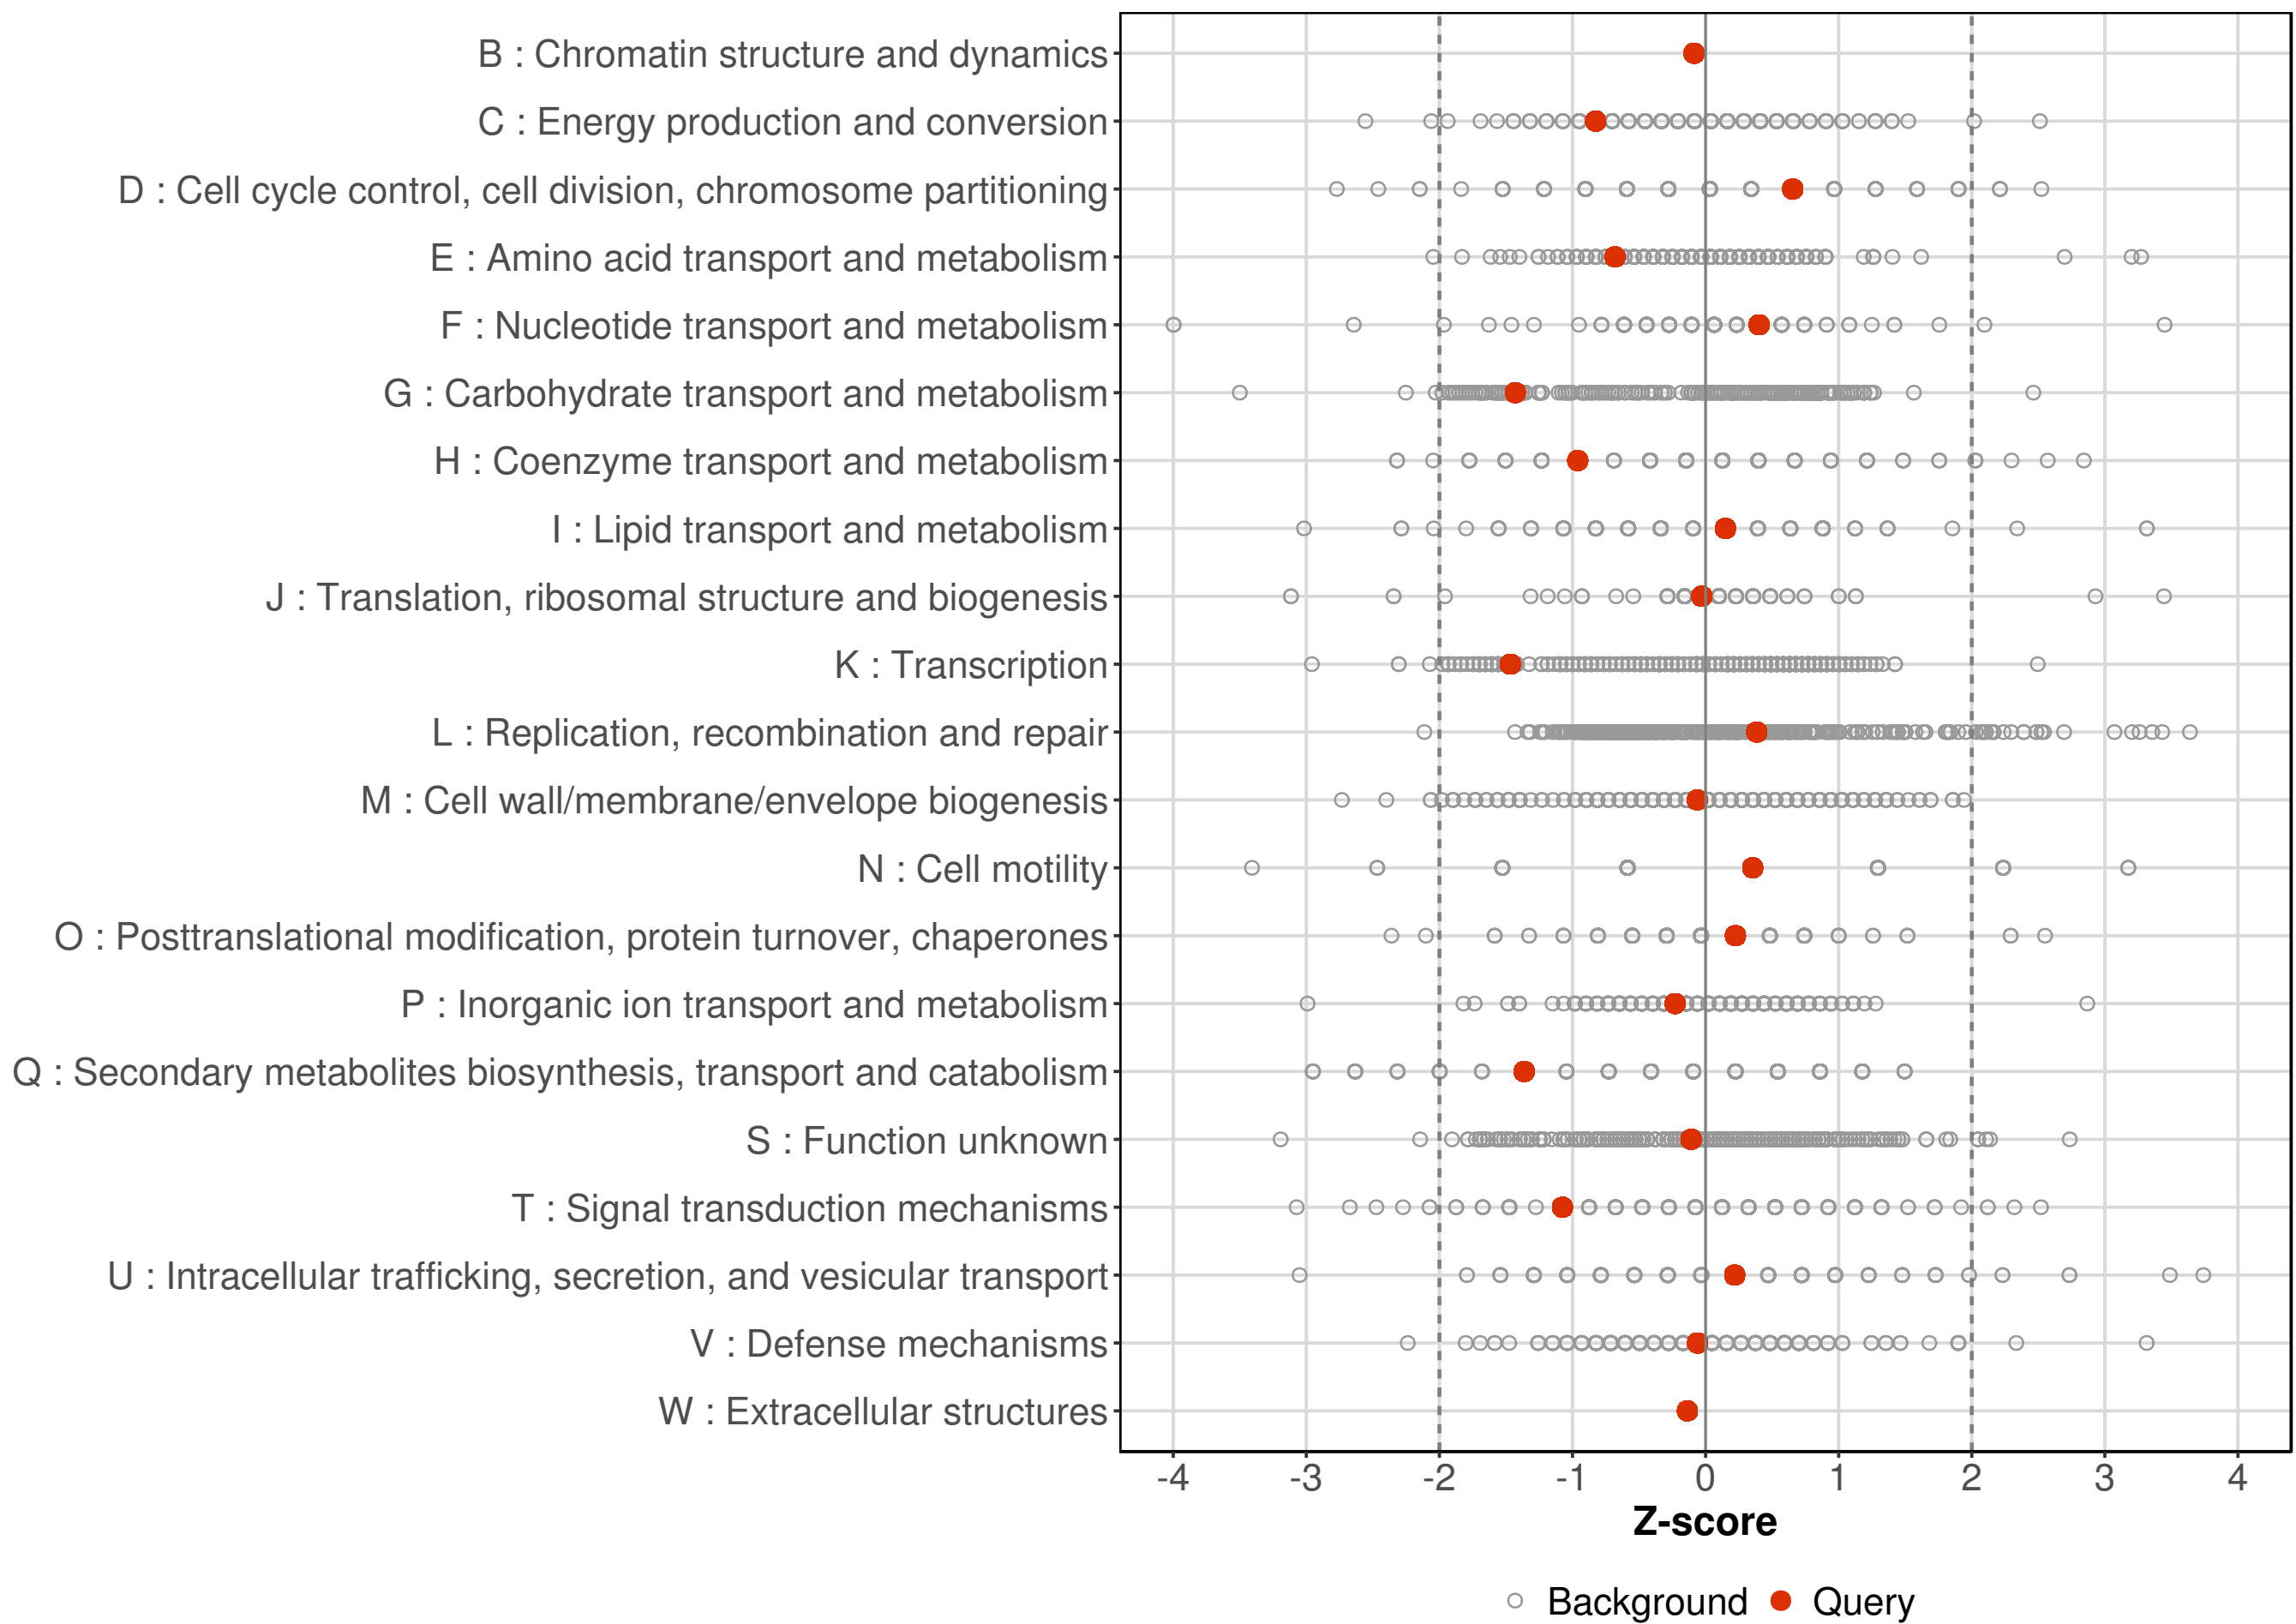 B : Chromatin structure and dynamics
C : Energy production and conversion
D : Cell cycle control, cell division, chromosome partitioning
E : Amino acid transport and metabolism
F : Nucleotide transport and metabolism
G : Carbohydrate transport and metabolism
H : Coenzyme transport and metabolism
I : Lipid transport and metabolism
J : Translation, ribosomal structure and biogenesis
K : Transcription
L : Replication, recombination and repair
M : Cell wall/membrane/envelope biogenesis
N : Cell motility
O : Posttranslational modification, protein turnover, chaperones
P : Inorganic ion transport and metabolism
Q : Secondary metabolites biosynthesis, transport and catabolism
S : Function unknown
T : Signal transduction mechanisms
U : Intracellular trafficking, secretion, and vesicular transport
V : Defense mechanisms
W : Extracellular structures
-4 -3 -2 -1 0 1 2 3 4
Z-score
Background Query